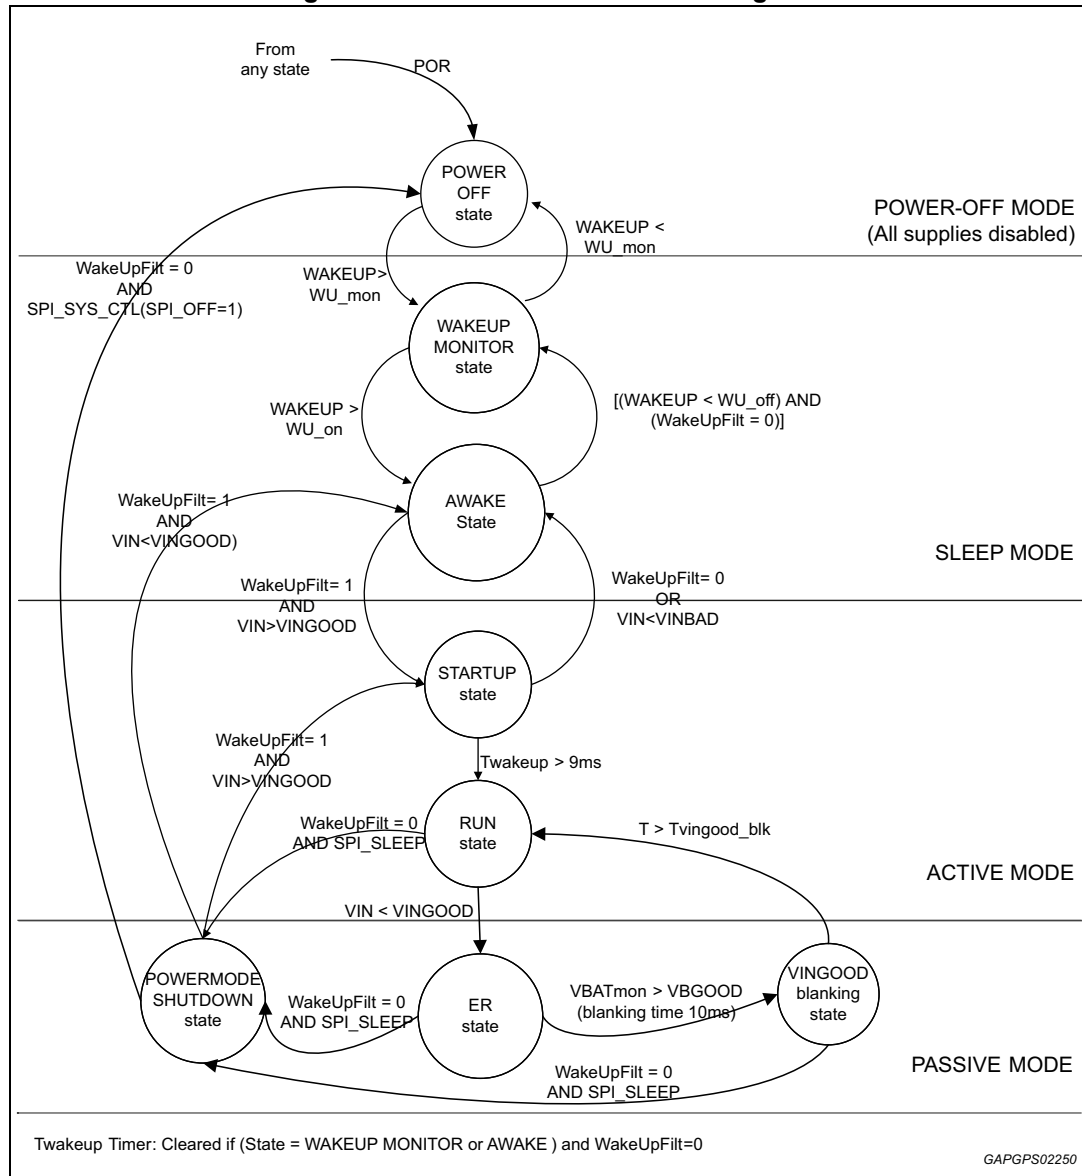 From
any state
POR
POWER
OFF
state
POWER-OFF MODE
(All supplies disabled)
WAKEUP <
WU_mon
WakeUpFilt = 0
AND
SPI_SYS_CTL(SPI_OFF=1)
WAKEUP>
WU_mon
WAKEUP
MONITOR
state
WAKEUP >
WU_on
[(WAKEUP < WU_off) AND
(WakeUpFilt = 0)]
AWAKE
State
WakeUpFilt= 1
AND
VIN<VINGOOD)
SLEEP MODE
WakeUpFilt= 1
AND
VIN>VINGOOD
WakeUpFilt= 0
OR
VIN<VINBAD
STARTUP
state
WakeUpFilt= 1
AND
VIN>VINGOOD
Twakeup > 9ms
RUN
state
WakeUpFilt = 0
AND SPI_SLEEP
T > Tvingood_blk
ACTIVE MODE
VIN < VINGOOD
POWERMODE
SHUTDOWN
state
WakeUpFilt = 0
AND SPI_SLEEP
ER
state
VBATmon > VBGOOD
(blanking time 10ms)
VINGOOD
blanking
state
WakeUpFilt = 0
AND SPI_SLEEP
PASSIVE MODE
Twakeup Timer: Cleared if (State = WAKEUP MONITOR or AWAKE ) and WakeUpFilt=0
GAPGPS02250